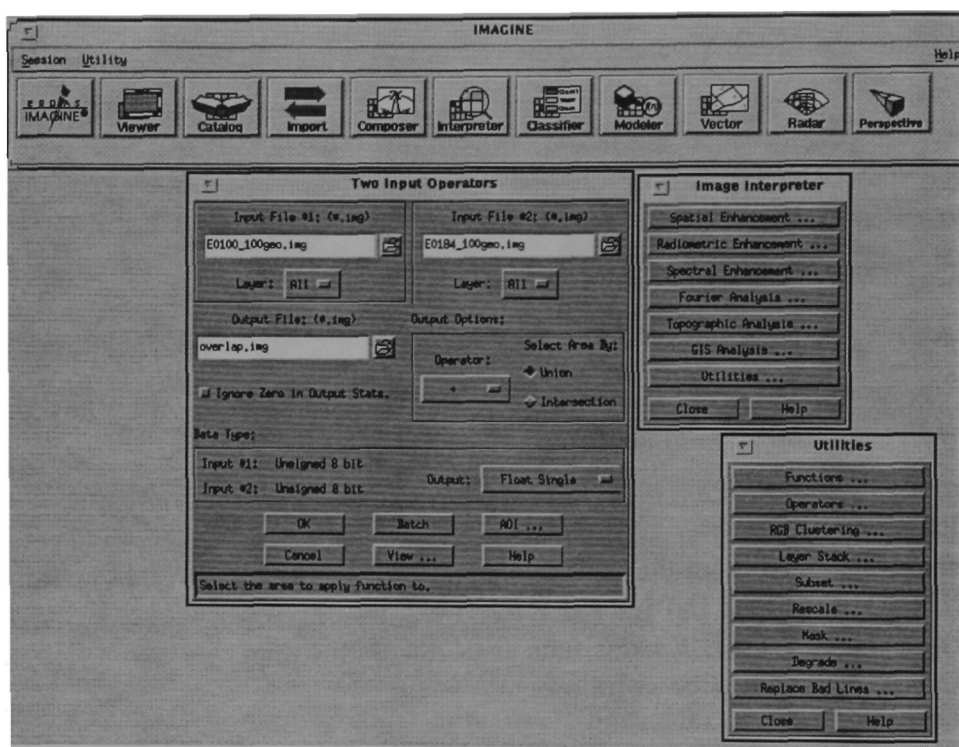 IMAGINE
Session Utility Help
ERDAS IMAGINE®
Viewer
Catalog
Import
Composer
Interpreter
Classifier
Modeler
Vector
Radar
Perspective
Two Input Operators
Input File #1: (*.img)
Input File #2: (*.img)
E0100_100geo.img
E0184_100geo.img
Layer: All
Layer: All
Output File: (*.img)
Output Options:
overlap.img
Operator:
+
Select Area By:
Union
Intersection
Ignore Zero in Output Stats.
Data Type:
Input #1: Unsigned 8 bit
Input #2: Unsigned 8 bit
Output: Float Single
OK
Batch
AOI ...
Cancel
View ...
Help
Select the area to apply function to.
Image Interpreter
Spatial Enhancement ...
Radiometric Enhancement ...
Spectral Enhancement ...
Fourier Analysis ...
Topographic Analysis ...
GIS Analysis ...
Utilities ...
Close
Help
Utilities
Functions ...
Operators ...
RGB Clustering ...
Layer Stack ...
Subset ...
Rescale ...
Mask ...
Degrade ...
Replace Bad Lines ...
Close
Help